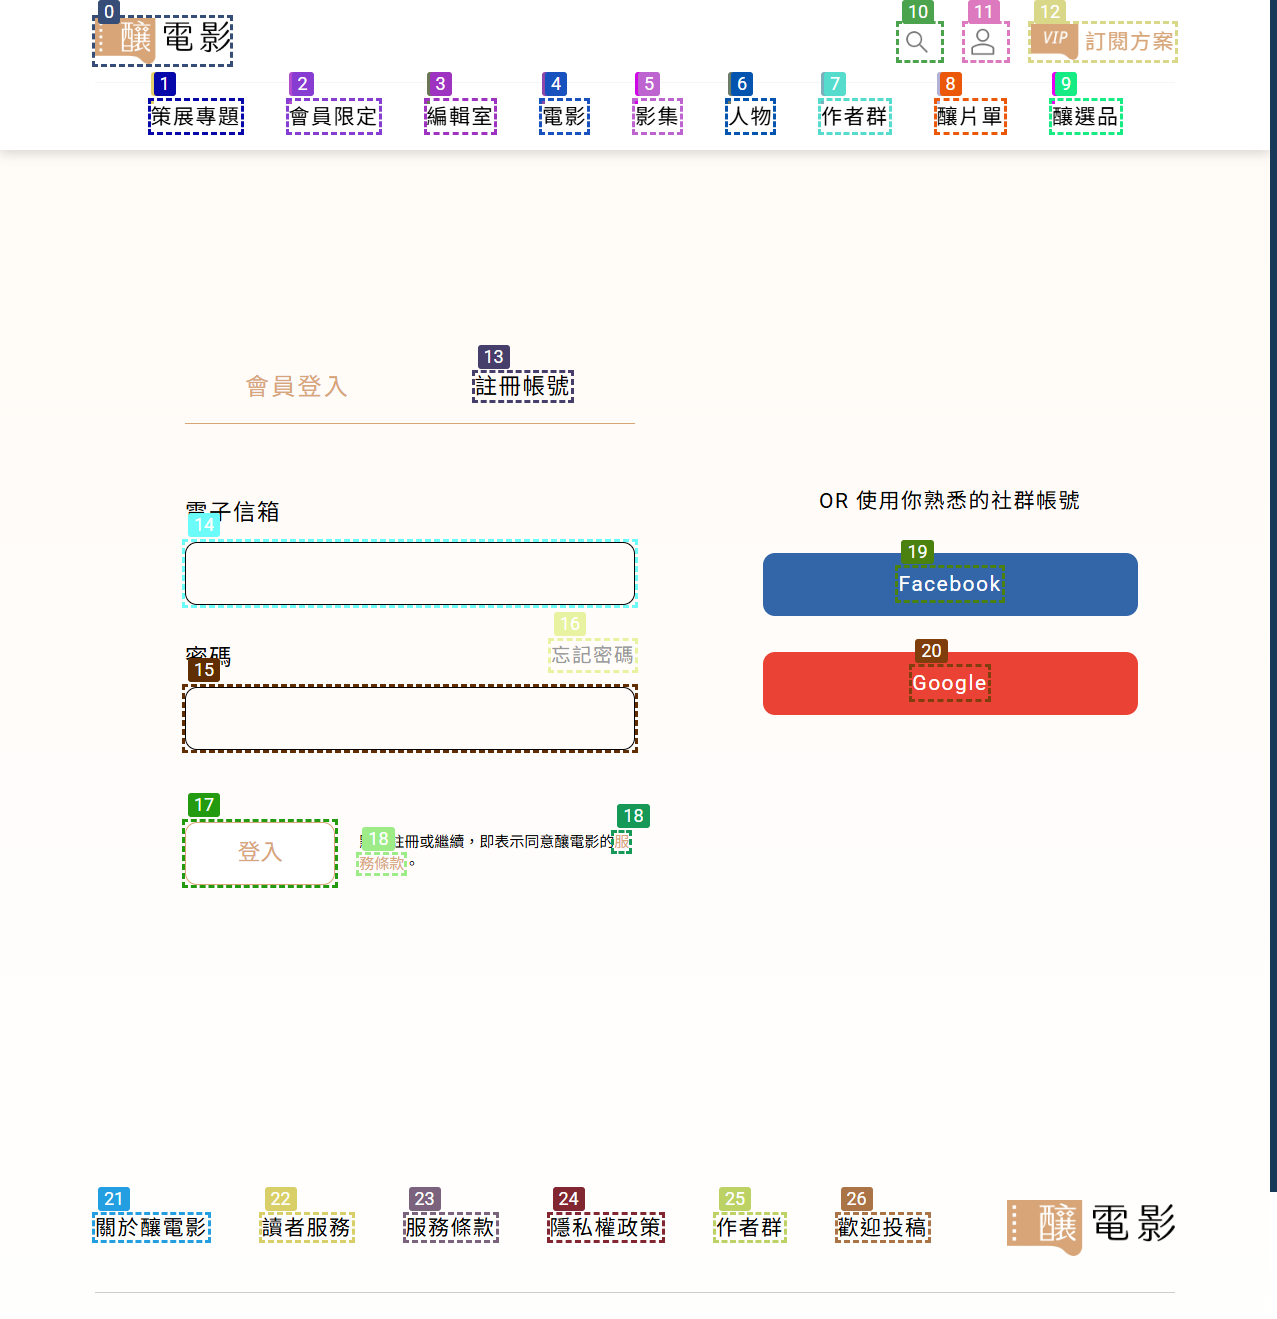 0
釀電影
10
11
12
VIP 訂閱方案
1 2 3 4 5 6 7 8 9
策展專題 會員限定 編輯室 電影 影集 人物 作者群 釀片單 釀選品
13
會員登入 註冊帳號
電子信箱
14
OR 使用你熟悉的社群帳號
19
Facebook
16
密碼 忘記密碼
15
20
Google
17
登入
18
18
註冊或繼續，即表示同意釀電影的服
務條款。
21 22 23 24 25 26
關於釀電影 讀者服務 服務條款 隱私權政策 作者群 歡迎投稿
釀電影